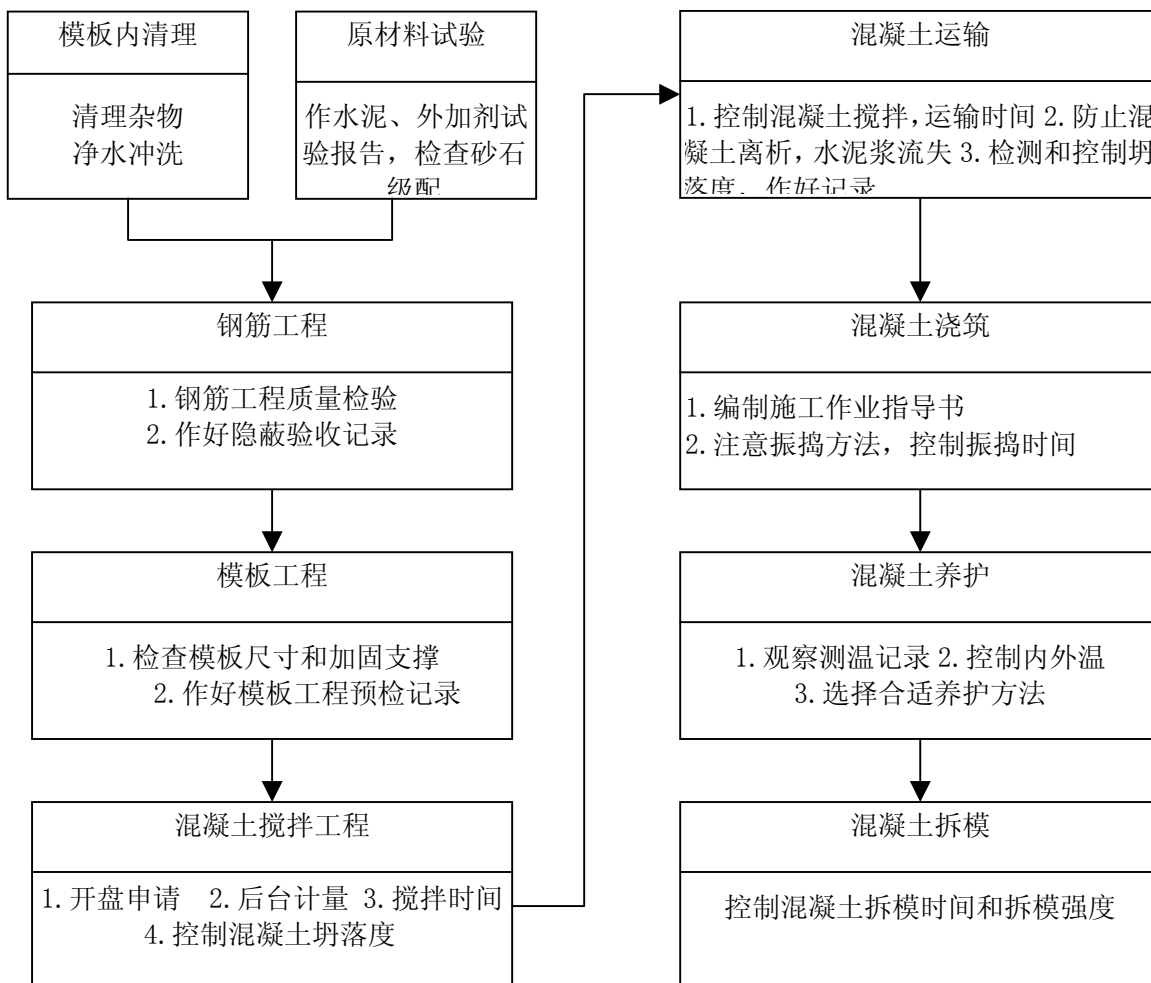 模板内清理
清理杂物
净水冲洗
原材料试验
作水泥、外加剂试
验报告，检查砂石
级配
钢筋工程
1.钢筋工程质量检验
2.作好隐蔽验收记录
模板工程
1.检查模板尺寸和加固支撑
2.作好模板工程预检记录
混凝土搅拌工程
1.开盘申请 2.后台计量 3.搅拌时间
4.控制混凝土坍落度
混凝土运输
1.控制混凝土搅拌，运输时间 2.防止混
凝土离析，水泥浆流失 3.检测和控制坍
落度，作好记录
混凝土浇筑
1.编制施工作业指导书
2.注意振捣方法，控制振捣时间
混凝土养护
1.观察测温记录 2.控制内外温
3.选择合适养护方法
混凝土拆模
控制混凝土拆模时间和拆模强度